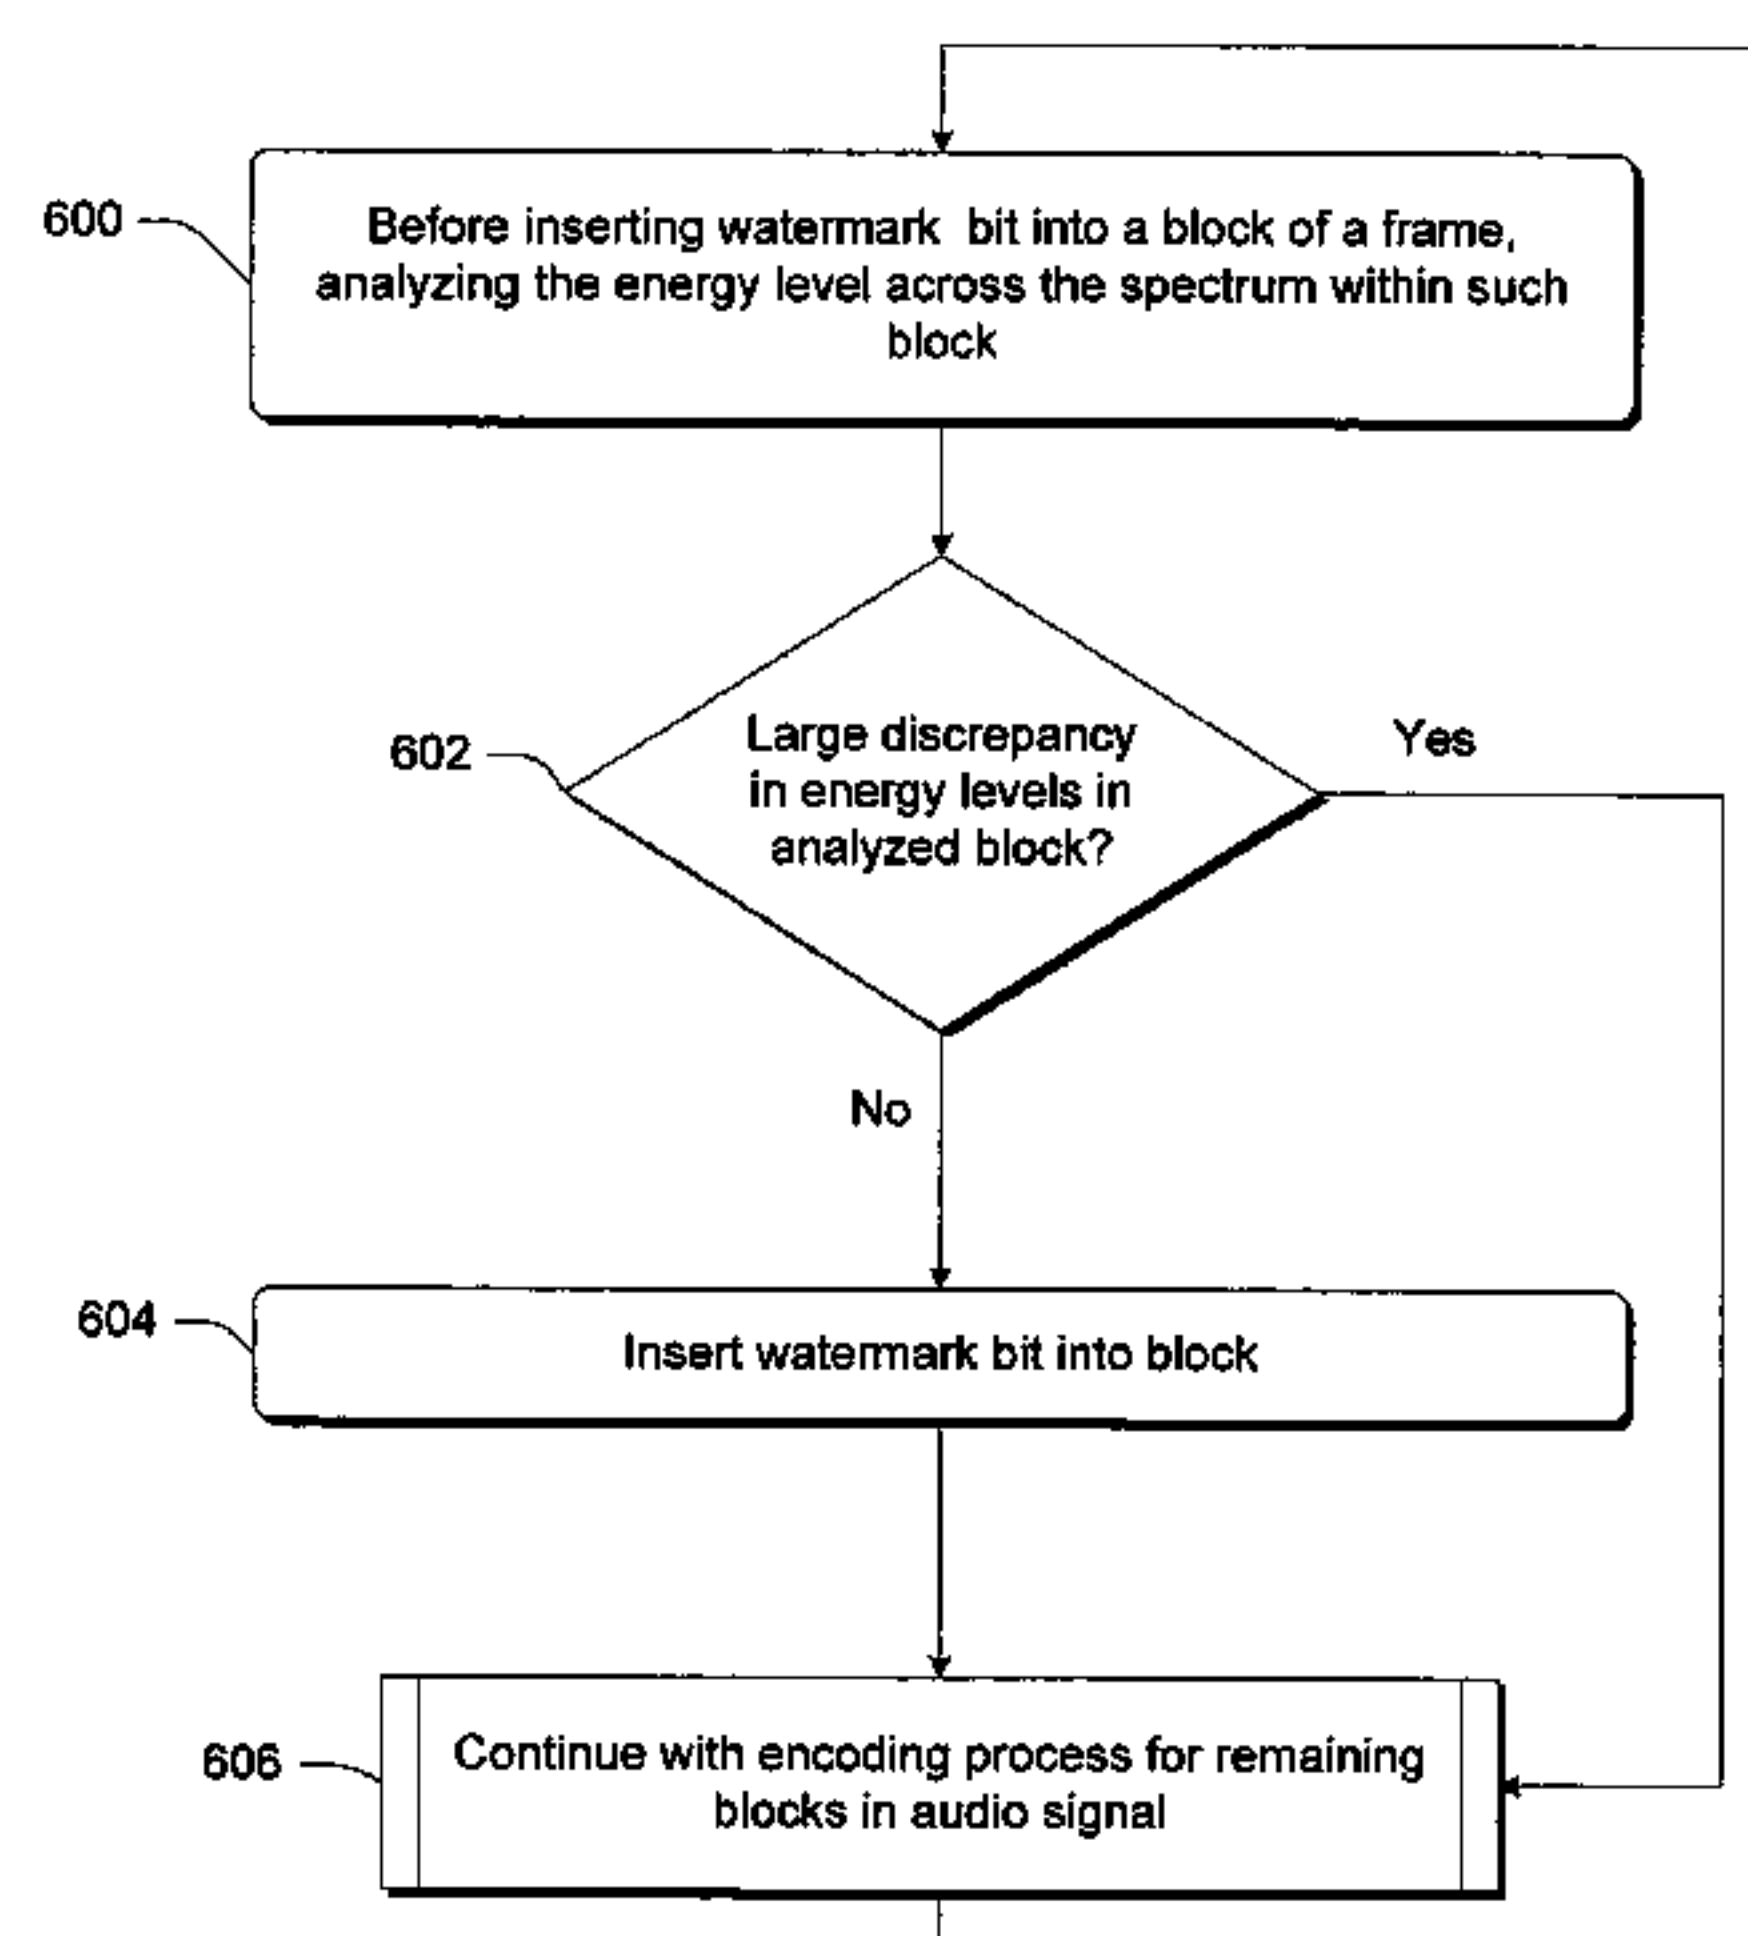 600
Before inserting watermark bit into a block of a frame,
analyzing the energy level across the spectrum within such
block
602
Large discrepancy
in energy levels in
analyzed block?
Yes
No
604
Insert watermark bit into block
606
Continue with encoding process for remaining
blocks in audio signal